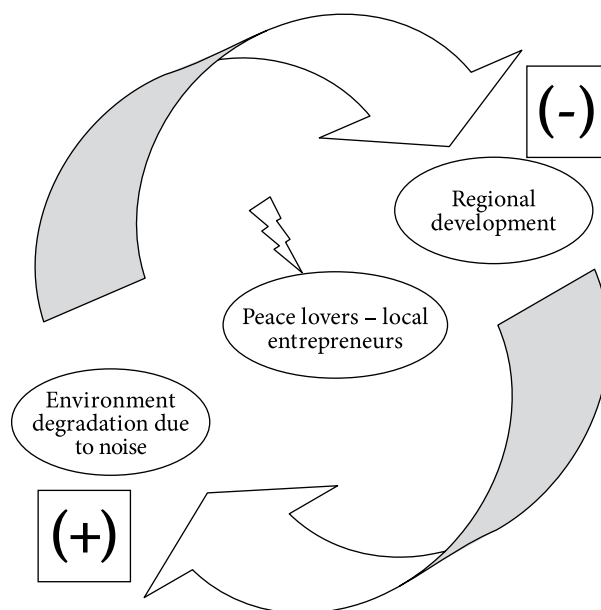 (-)
Regional
development
Peace lovers – local
entrepreneurs
Environment
degradation due
to noise
(+)